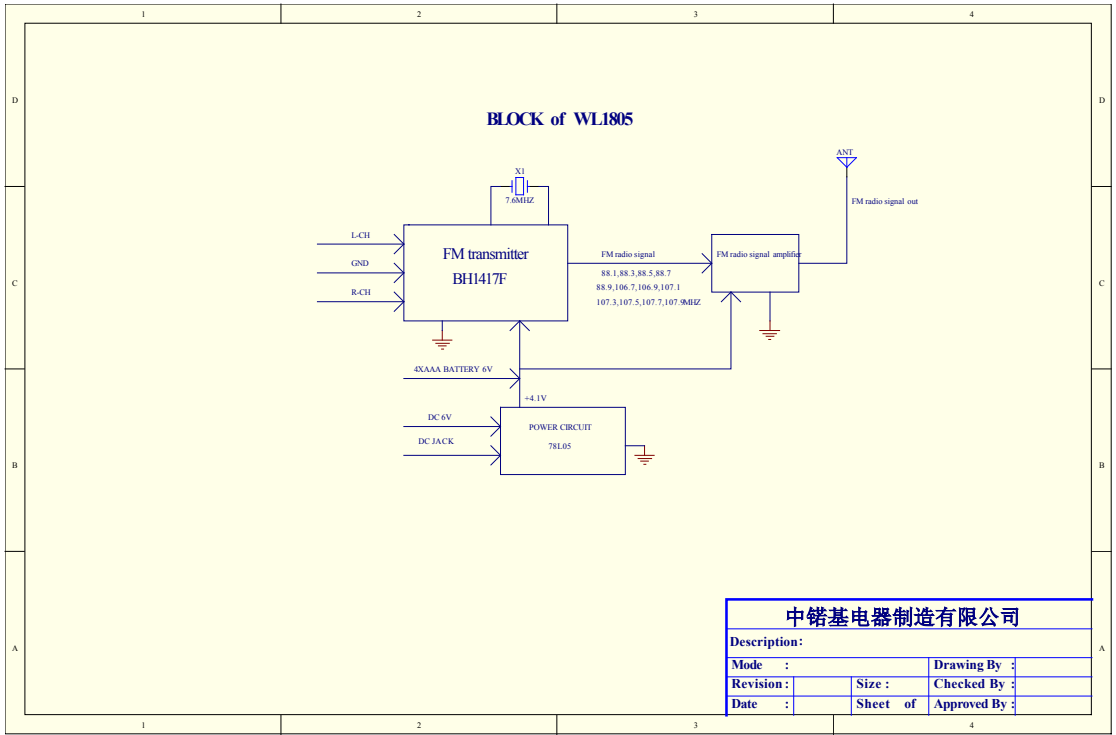 1 2 3 4
D D
BLOCK of WL1805
ANT
X1
7.6MHZ
FM radio signal out
L-CH
GND
R-CH
FM transmitter
BH1417F
FM radio signal
88.1,88.3,88.5,88.7
88.9,106.7,106.9,107.1
107.3,107.5,107.7,107.9MHZ
FM radio signal amplifier
C C
4XAAA BATTERY 6V
+4.1V
DC 6V
DC JACK
POWER CIRCUIT
78L05
B B
中锘基电器制造有限公司
Description:
Mode : Drawing By :
Revision: Size : Checked By :
Date : Sheet of Approved By :
A A
1 2 3 4